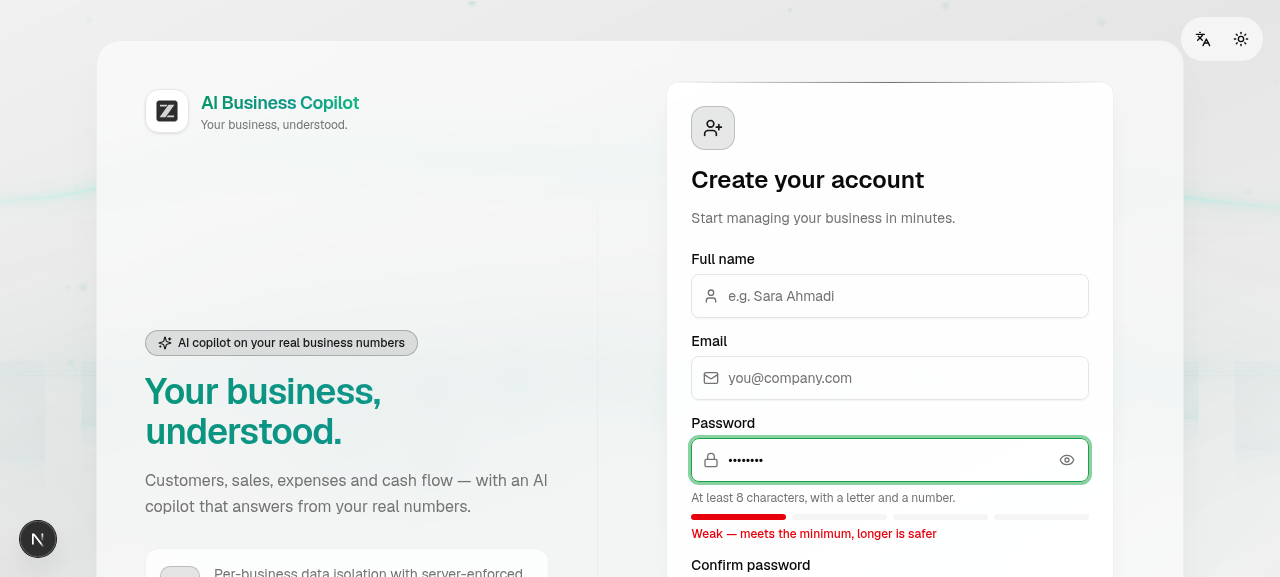 AI Business Copilot
Your business, understood.
AI copilot on your real business numbers
Your business,
understood.
Customers, sales, expenses and cash flow — with an AI
copilot that answers from your real numbers.
Per-business data isolation with server-enforced
Create your account
Start managing your business in minutes.
Full name
e.g. Sara Ahmadi
Email
you@company.com
Password
••••••••
At least 8 characters, with a letter and a number.
Weak — meets the minimum, longer is safer
Confirm password